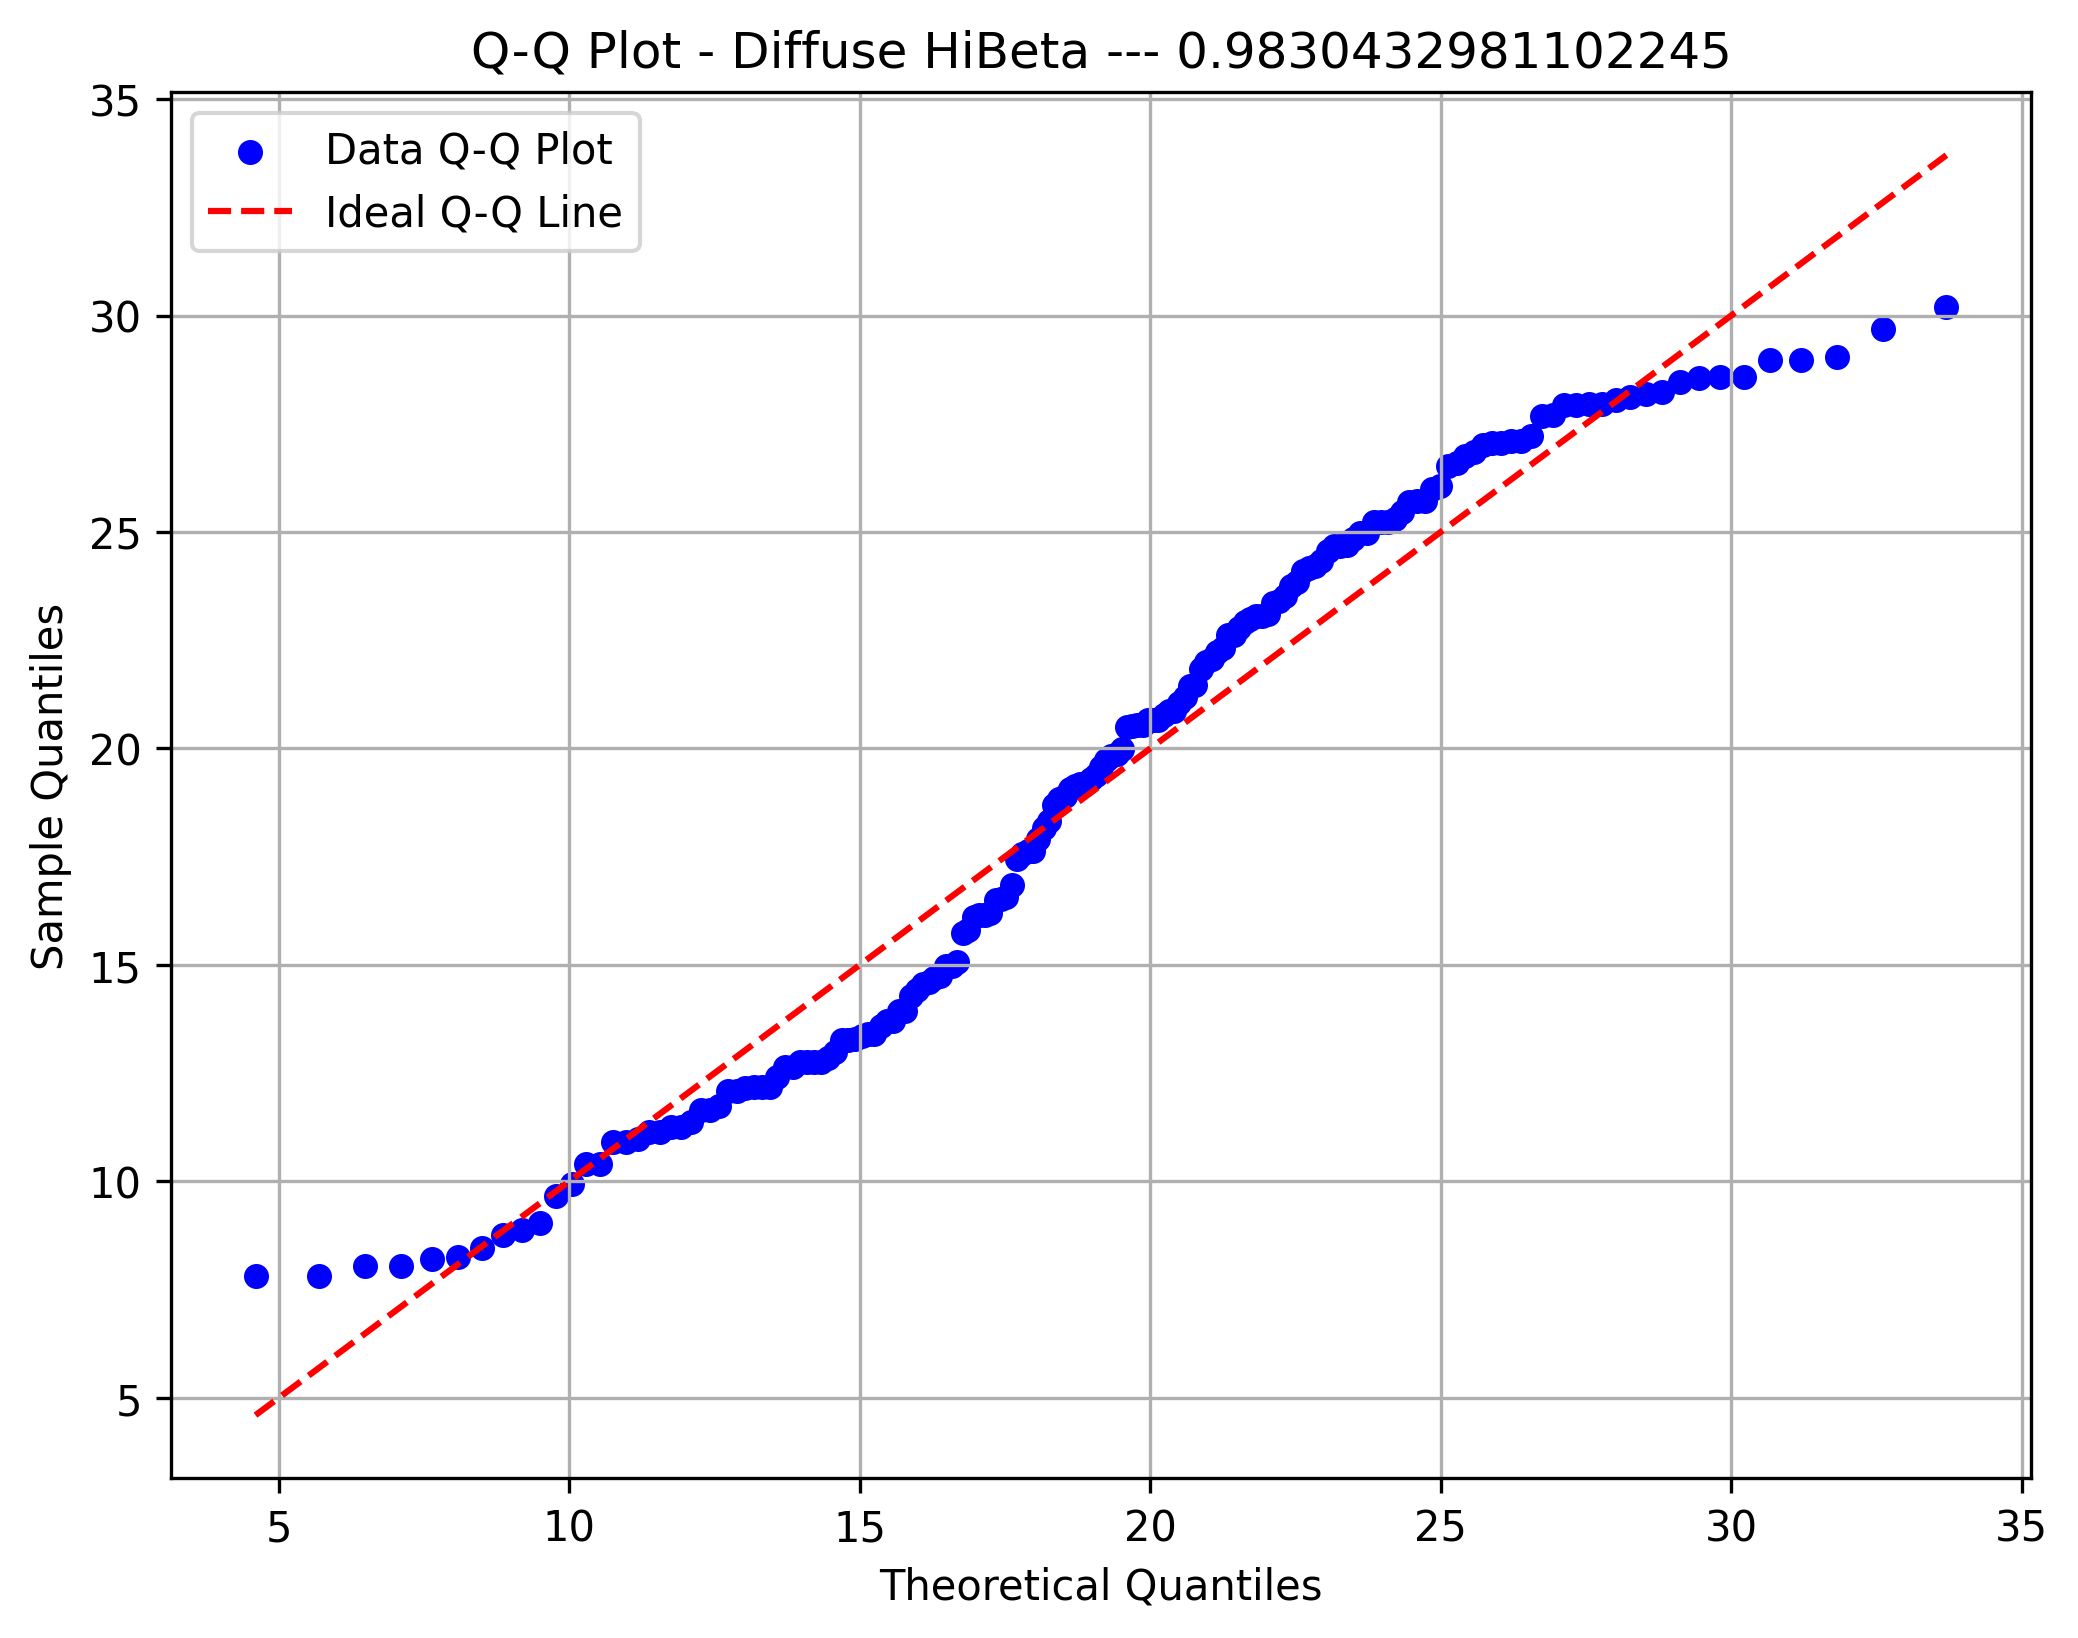 Q-Q Plot - Diffuse HiBeta --- 0.9830432981102245
Data Q-Q Plot
Ideal Q-Q Line
35
30
25
20
15
10
5
Sample Quantiles
5 10 15 20 25 30 35
Theoretical Quantiles